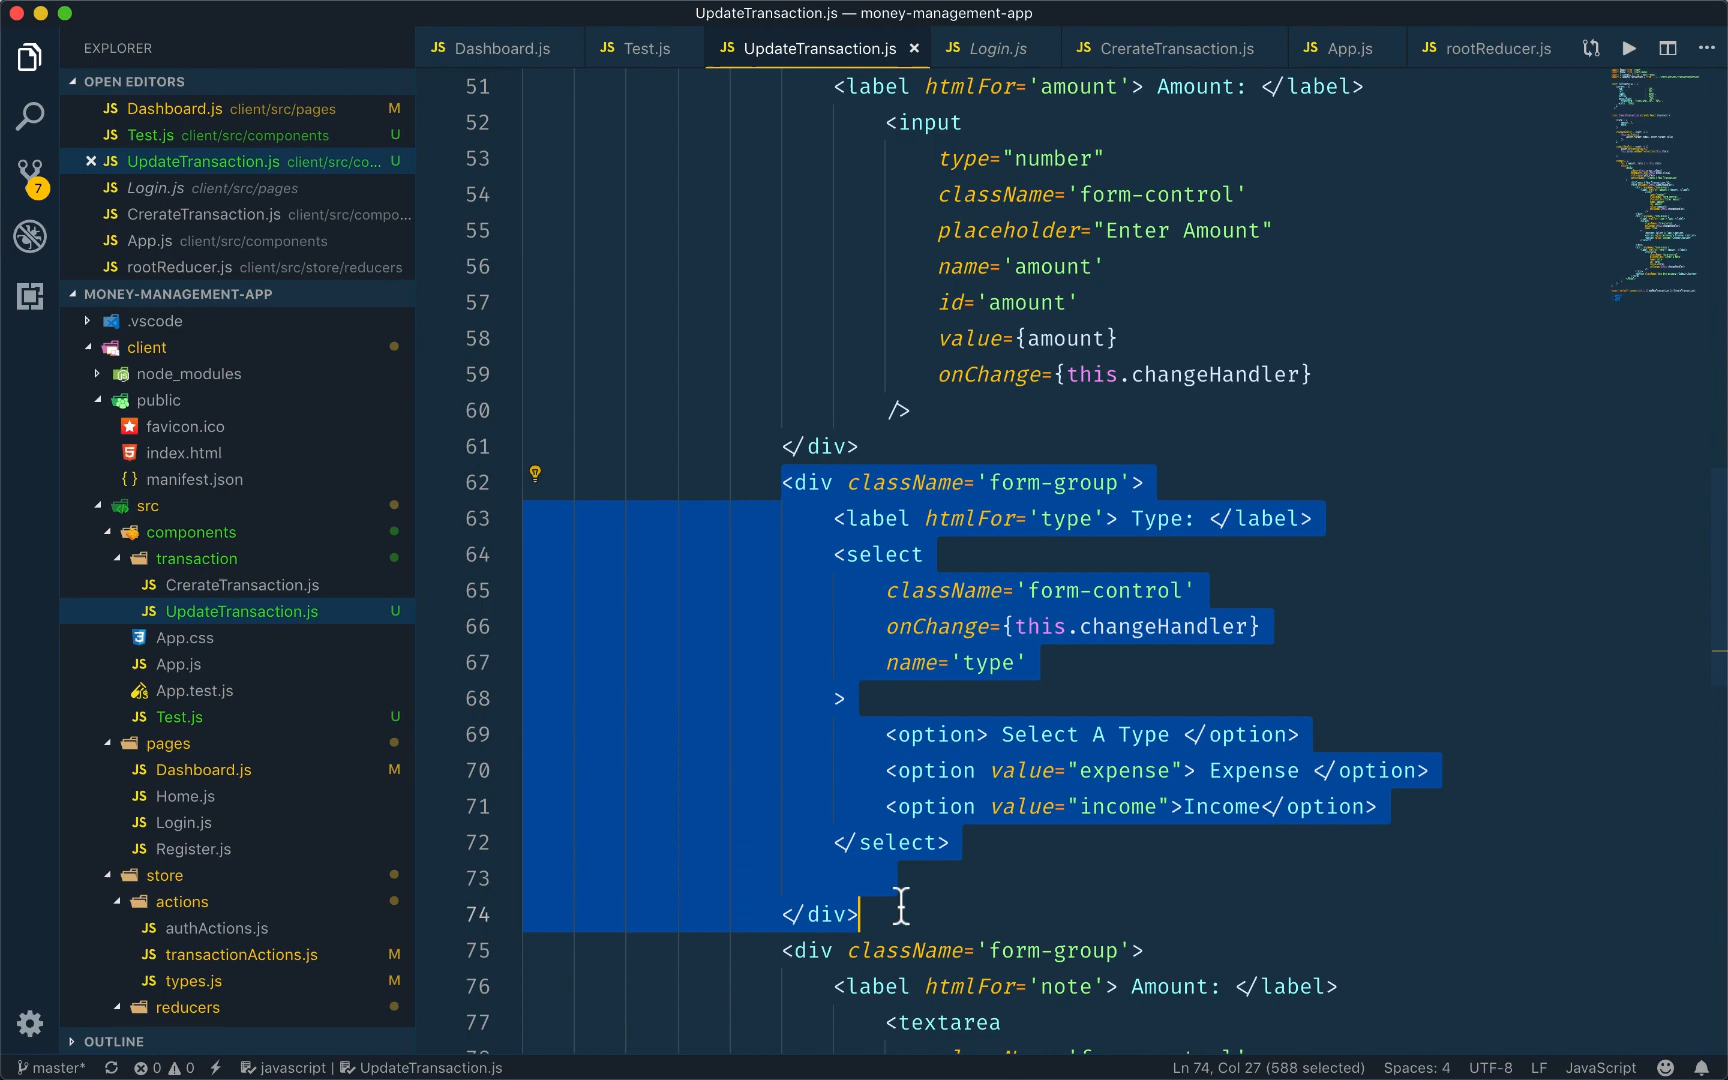 UpdateTransaction.js — money-management-app
EXPLORER
OPEN EDITORS
JS Dashboard.js client/src/pages M
JS Test.js client/src/components U
JS UpdateTransaction.js client/src/co... U
JS Login.js client/src/pages
JS CrerateTransaction.js client/src/compo...
JS App.js client/src/components
JS rootReducer.js client/src/store/reducers
MONEY-MANAGEMENT-APP
.vscode
client
node_modules
public
favicon.ico
index.html
{} manifest.json
src
components
transaction
JS CrerateTransaction.js
JS UpdateTransaction.js U
App.css
JS App.js
App.test.js
JS Test.js U
pages
JS Dashboard.js M
JS Home.js
JS Login.js
JS Register.js
store
actions
JS authActions.js
JS transactionActions.js M
JS types.js M
reducers
OUTLINE
7
JS Dashboard.js JS Test.js JS UpdateTransaction.js × JS Login.js JS CrerateTransaction.js JS App.js JS rootReducer.js
51 <label htmlFor='amount'> Amount: </label>
52 <input
53 type="number"
54 className='form-control'
55 placeholder="Enter Amount"
56 name='amount'
57 id='amount'
58 value={amount}
59 onChange={this.changeHandler}
60 />
61 </div>
62 <div className='form-group'>
63 <label htmlFor='type'> Type: </label>
64 <select
65 className='form-control'
66 onChange={this.changeHandler}
67 name='type'
68 >
69 <option> Select A Type </option>
70 <option value="expense"> Expense </option>
71 <option value="income">Income</option>
72 </select>
73
74 </div>
75 <div className='form-group'>
76 <label htmlFor='note'> Amount: </label>
77 <textarea
master* 0 0 javascript | UpdateTransaction.js Ln 74, Col 27 (588 selected) Spaces: 4 UTF-8 LF JavaScript